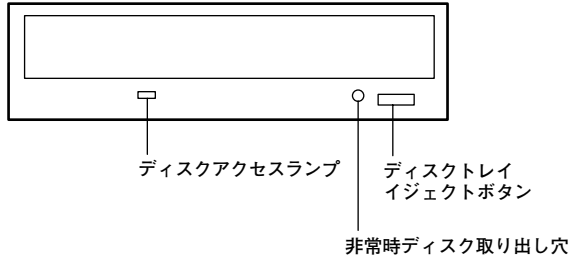 ディスクアクセスランプ
ディスクトレイ
イジェクトボタン
非常時ディスク取り出し穴